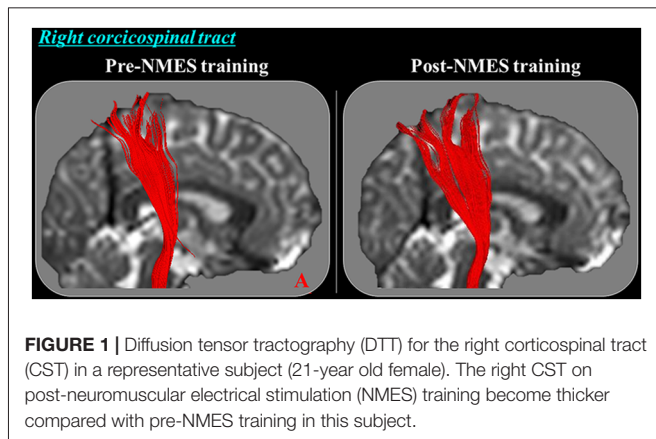 Right corcicospinal tract
Pre-NMES training
Post-NMES training
A
FIGURE 1 | Diffusion tensor tractography (DTT) for the right corticospinal tract
(CST) in a representative subject (21-year old female). The right CST on
post-neuromuscular electrical stimulation (NMES) training become thicker
compared with pre-NMES training in this subject.